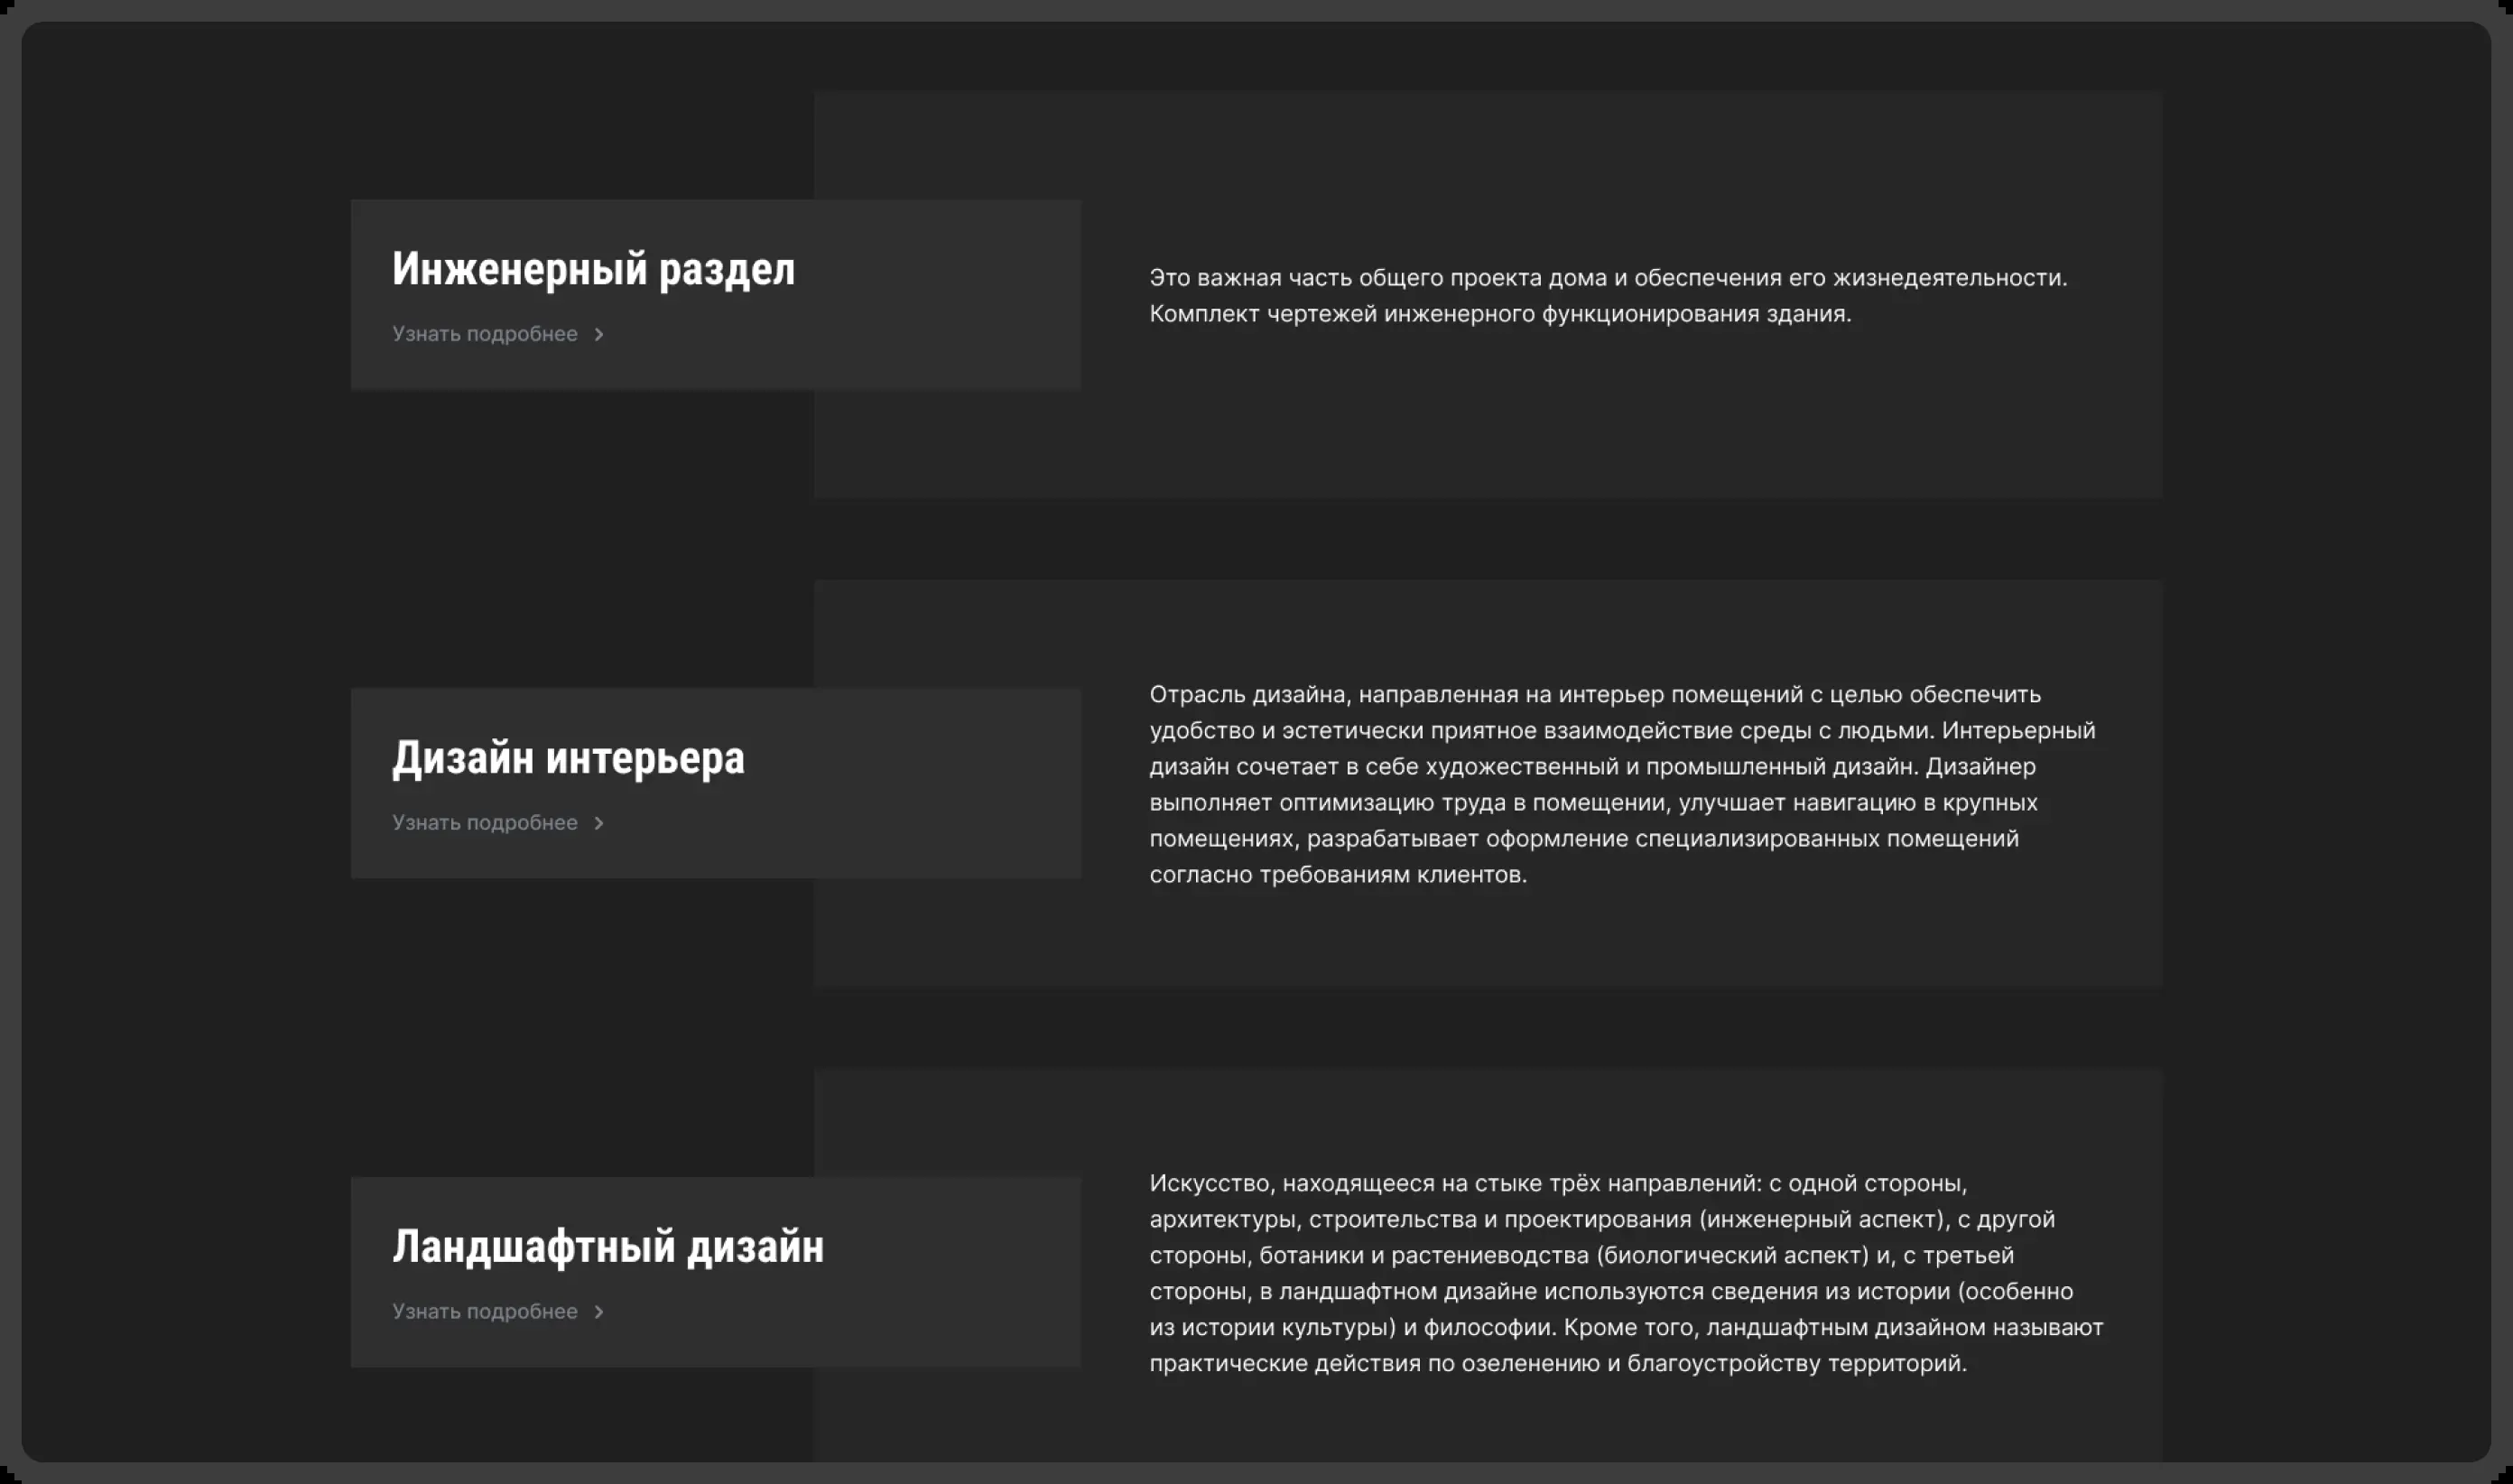 Инженерный раздел
Узнать подробнее
Это важная часть общего проекта дома и обеспечения его жизнедеятельности.
Комплект чертежей инженерного функционирования здания.
Дизайн интерьера
Узнать подробнее
Отрасль дизайна, направленная на интерьер помещений с целью обеспечить
удобство и эстетически приятное взаимодействие среды с людьми. Интерьерный
дизайн сочетает в себе художественный и промышленный дизайн. Дизайнер
выполняет оптимизацию труда в помещении, улучшает навигацию в крупных
помещениях, разрабатывает оформление специализированных помещений
согласно требованиям клиентов.
Ландшафтный дизайн
Узнать подробнее
Искусство, находящееся на стыке трёх направлений: с одной стороны,
архитектуры, строительства и проектирования (инженерный аспект), с другой
стороны, ботаники и растениеводства (биологический аспект) и, с третьей
стороны, в ландшафтном дизайне используются сведения из истории (особенно
из истории культуры) и философии. Кроме того, ландшафтным дизайном называют
практические действия по озеленению и благоустройству территорий.